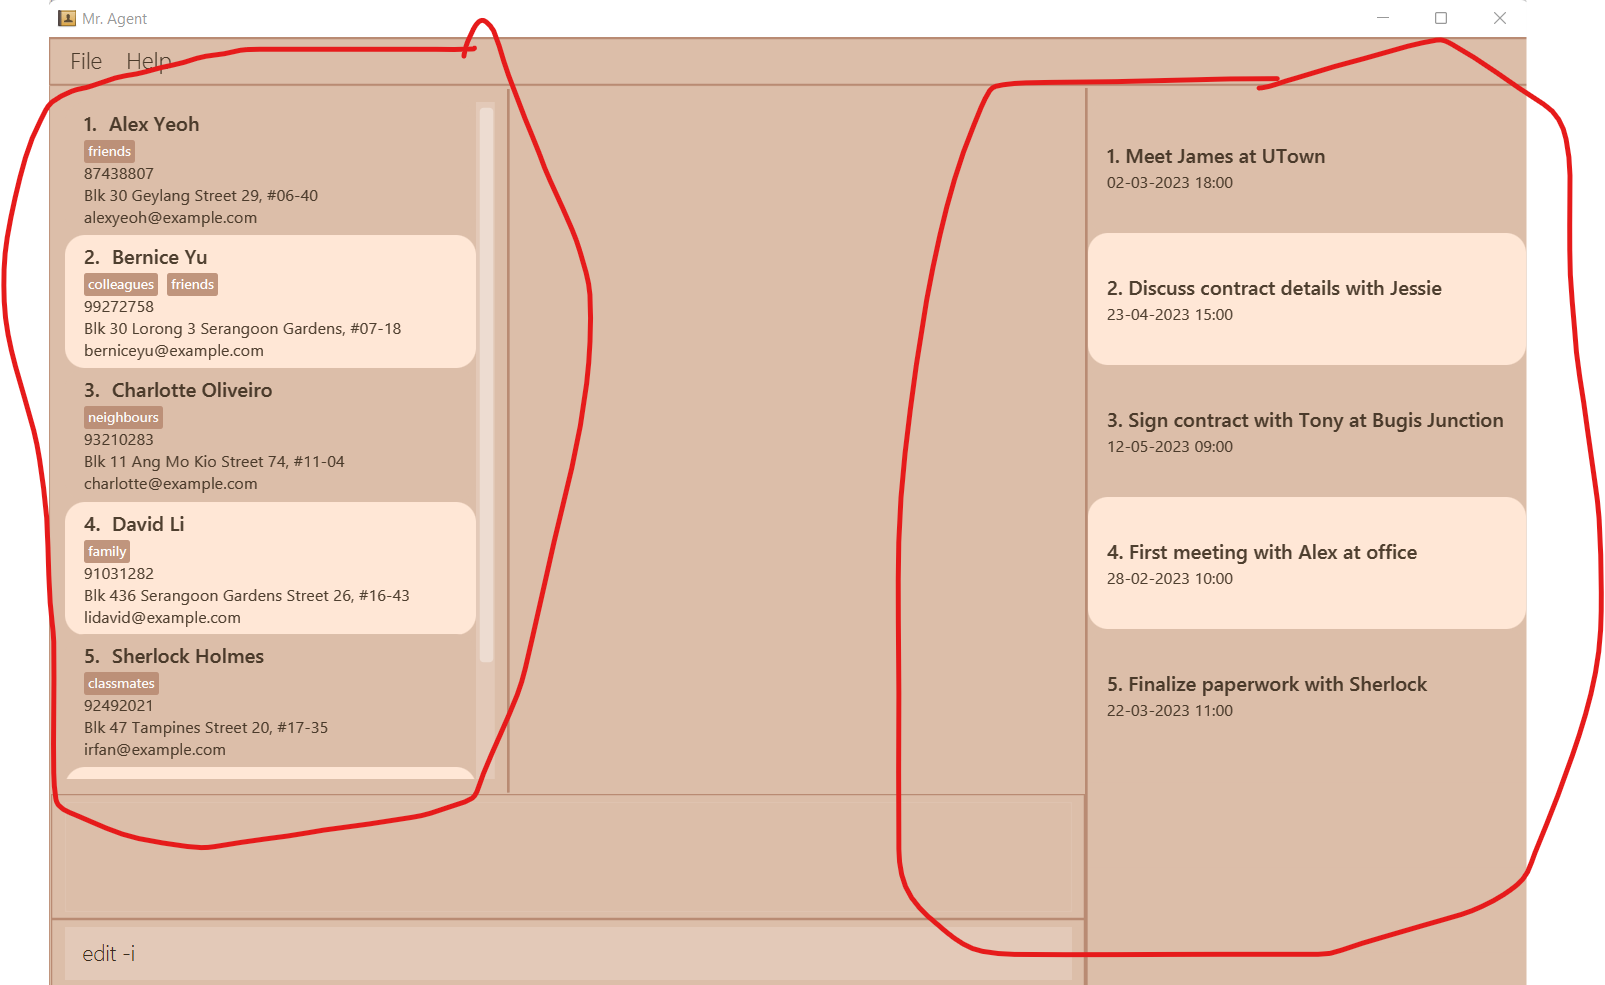 Mr. Agent
File Help
1. Alex Yeoh
friends
87438807
Blk 30 Geylang Street 29, #06-40
alexyeoh@example.com
2. Bernice Yu
colleagues friends
99272758
Blk 30 Lorong 3 Serangoon Gardens, #07-18
berniceyu@example.com
3. Charlotte Oliveiro
neighbours
93210283
Blk 11 Ang Mo Kio Street 74, #11-04
charlotte@example.com
4. David Li
family
91031282
Blk 436 Serangoon Gardens Street 26, #16-43
lidavid@example.com
5. Sherlock Holmes
classmates
92492021
Blk 47 Tampines Street 20, #17-35
irfan@example.com
1. Meet James at UTown
02-03-2023 18:00
2. Discuss contract details with Jessie
23-04-2023 15:00
3. Sign contract with Tony at Bugis Junction
12-05-2023 09:00
4. First meeting with Alex at office
28-02-2023 10:00
5. Finalize paperwork with Sherlock
22-03-2023 11:00
edit -i